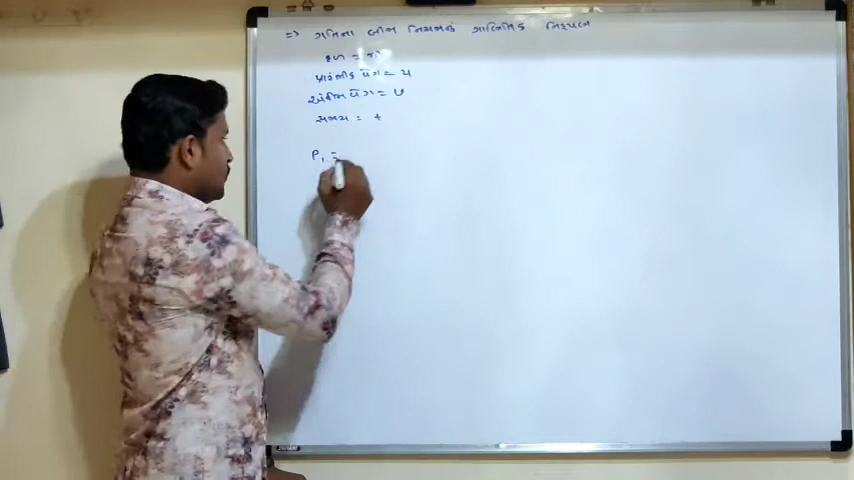 => ગતિના બીજા નિયમનું ગાણિતિક નિરૂપણ
દળ = m
પ્રારંભીક વેગ = u
અંતિમ વેગ = v
સમય = t
P₁ =